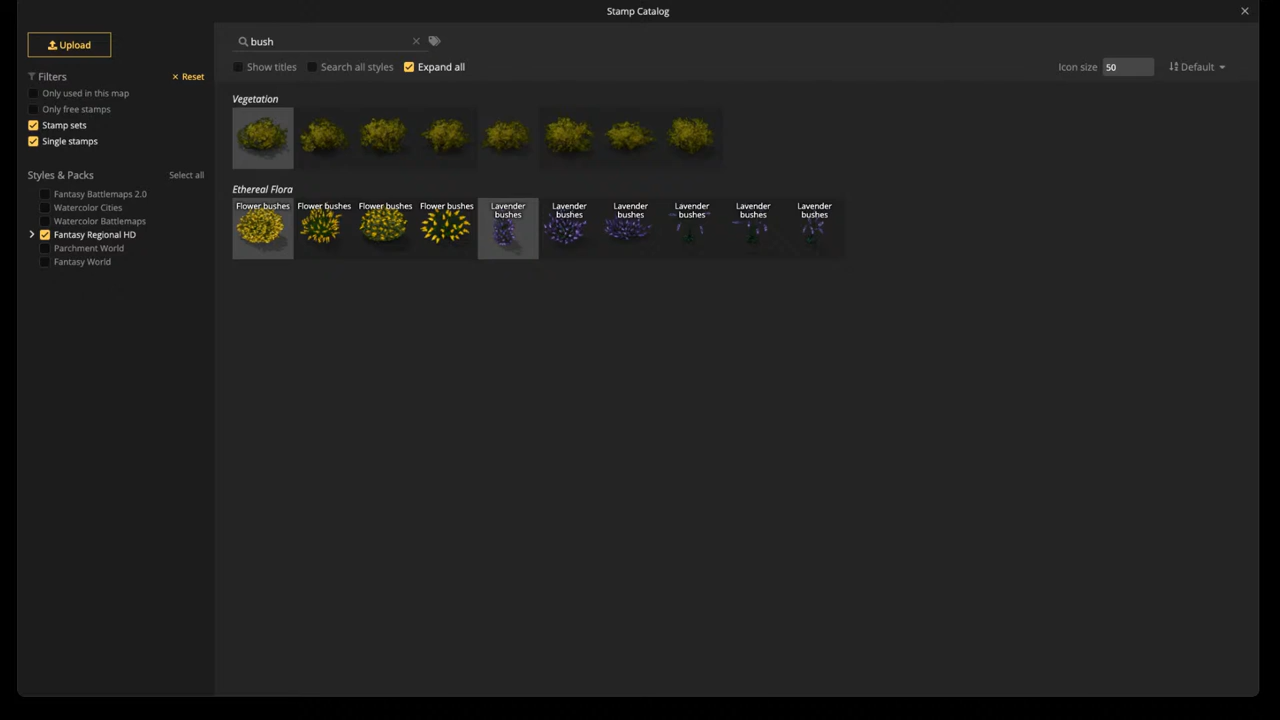 Stamp Catalog
Upload
bush
Filters
Reset
Show titles
Search all styles
Expand all
Icon size
50
Default
Only used in this map
Only free stamps
Stamp sets
Single stamps
Styles & Packs
Select all
Fantasy Battlemaps 2.0
Watercolor Cities
Watercolor Battlemaps
Fantasy Regional HD
Parchment World
Fantasy World
Vegetation
Ethereal Flora
Flower bushes
Flower bushes
Flower bushes
Flower bushes
Lavender
bushes
Lavender
bushes
Lavender
bushes
Lavender
bushes
Lavender
bushes
Lavender
bushes